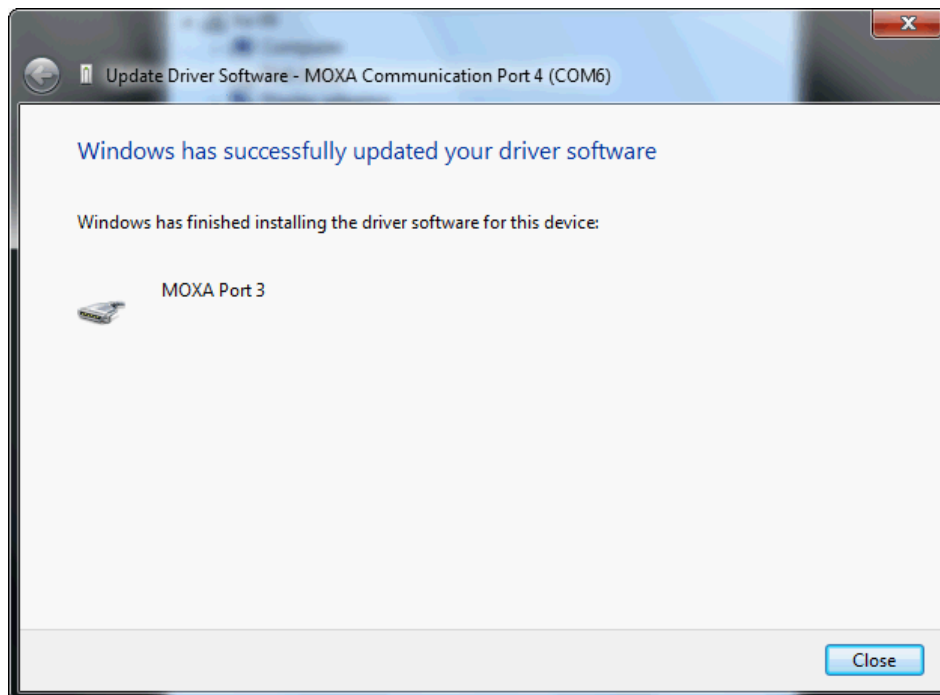 Computer
Update Driver Software - MOXA Communication Port 4 (COM6)
Windows has successfully updated your driver software
Windows has finished installing the driver software for this device:
MOXA Port 3
Close